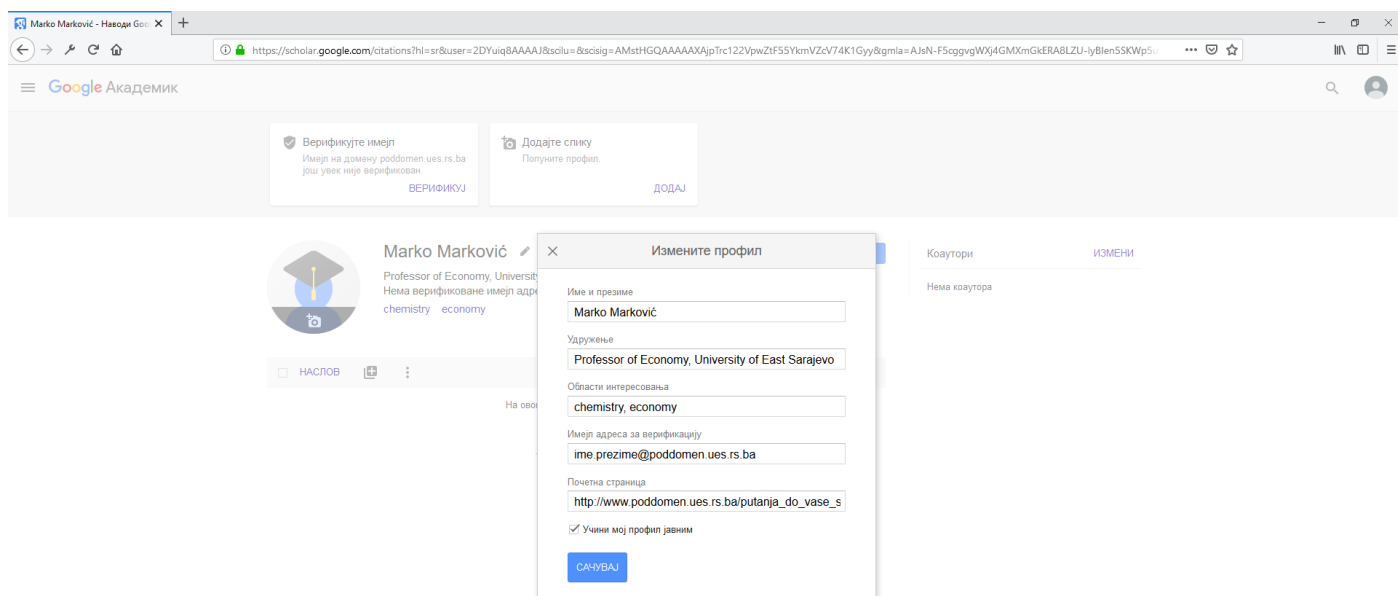 Marko Marković - Наводи Goo
https://scholar.google.com/citations?hl=sr&user=2DYuiq8AAAAJ&scilu=&scisig=AMstHGQAAAAAXAjpTrc122VpwZtF55YkmVZcV74K1Gyy&gmla=AJsN-F5cggvgWXj4GMXmGkERA8LZU-IyBIen5SKWp5u
Google Академик
Верификујте имејл
Имејл на домену poddomen.ues.rs.ba
још увек није верификован.
ВЕРИФИКУЈ
Додајте слику
Попуните профил.
ДОДАЈ
Marko Marković
Professor of Economy, University
Нема верификоване имејл адре
chemistry economy
НАСЛОВ
На ово
Измените профил
Име и презиме
Marko Marković
Удружење
Professor of Economy, University of East Sarajevo
Области интересовања
chemistry, economy
Имејл адреса за верификацију
ime.prezime@poddomen.ues.rs.ba
Почетна страница
http://www.poddomen.ues.rs.ba/putanja_do_vase_s
Учини мој профил јавним
САЧУВАЈ
Коаутори
ИЗМЕНИ
Нема коаутора